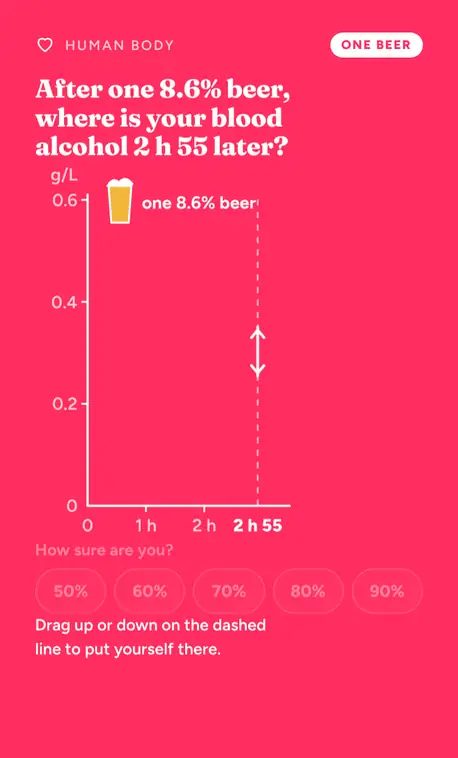 HUMAN BODY
ONE BEER
After one 8.6% beer,
where is your blood
alcohol 2 h 55 later?
g/L
0.6
one 8.6% beer
0.4
0.2
0
0 1 h 2 h 2 h 55
How sure are you?
50% 60% 70% 80% 90%
Drag up or down on the dashed
line to put yourself there.